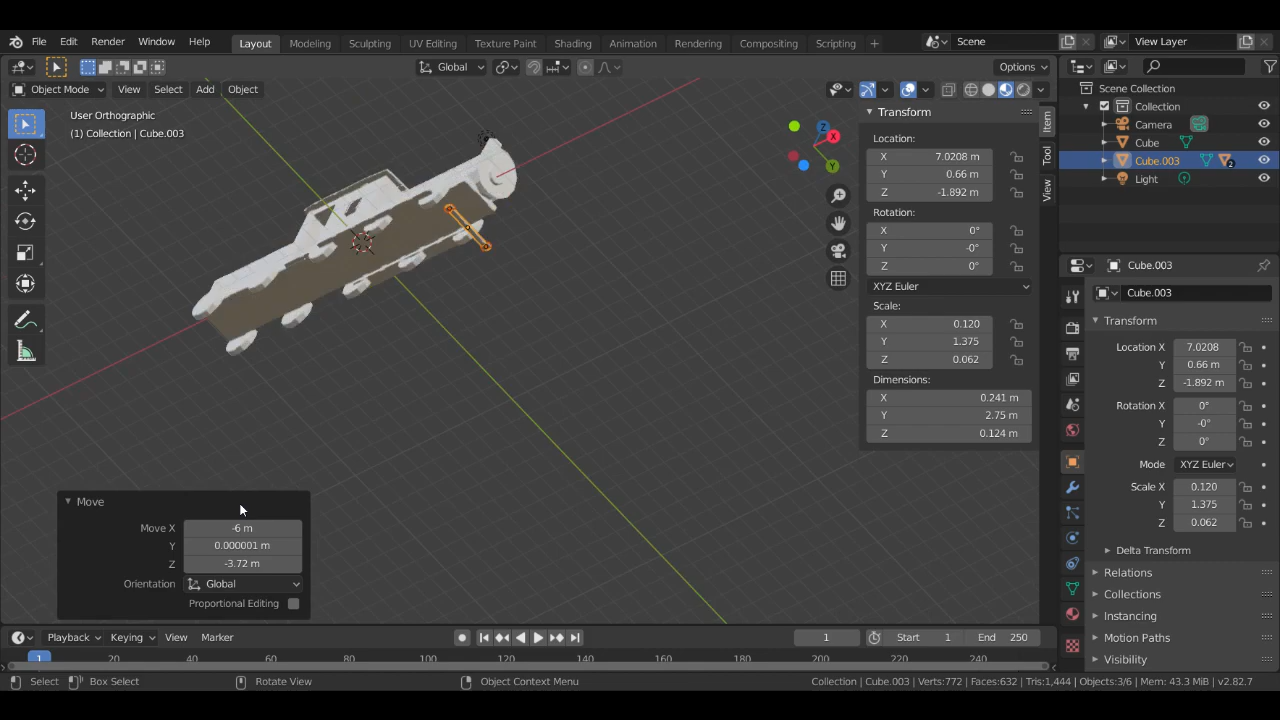 File Edit Render Window Help Layout Modeling Sculpting UV Editing Texture Paint Shading Animation Rendering Compositing Scripting + Scene View Layer
Global Options
Object Mode View Select Add Object
User Orthographic
(1) Collection | Cube.003
Z X Y
Transform
Location:
X 7.0208 m
Y 0.66 m
Z -1.892 m
Rotation:
X 0°
Y -0°
Z 0°
XYZ Euler
Scale:
X 0.120
Y 1.375
Z 0.062
Dimensions:
X 0.241 m
Y 2.75 m
Z 0.124 m
Item
Tool
View
Scene Collection
Collection
Camera
Cube
Cube.003 2
Light
Cube.003
Cube.003
Transform
Location X 7.0208
Y 0.66 m
Z -1.892 m
Rotation X 0°
Y -0°
Z 0°
Mode XYZ Euler
Scale X 0.120
Y 1.375
Z 0.062
Delta Transform
Relations
Collections
Instancing
Motion Paths
Visibility
Move
Move X -6 m
Y 0.000001 m
Z -3.72 m
Orientation Global
Proportional Editing
Playback Keying View Marker 1 Start 1 End 250
1 20 40 60 80 100 120 140 160 180 200 220 240
Select Box Select Rotate View Object Context Menu Collection | Cube.003 | Verts:772 | Faces:632 | Tris:1,444 | Objects:3/6 | Mem: 43.3 MiB | v2.82.7